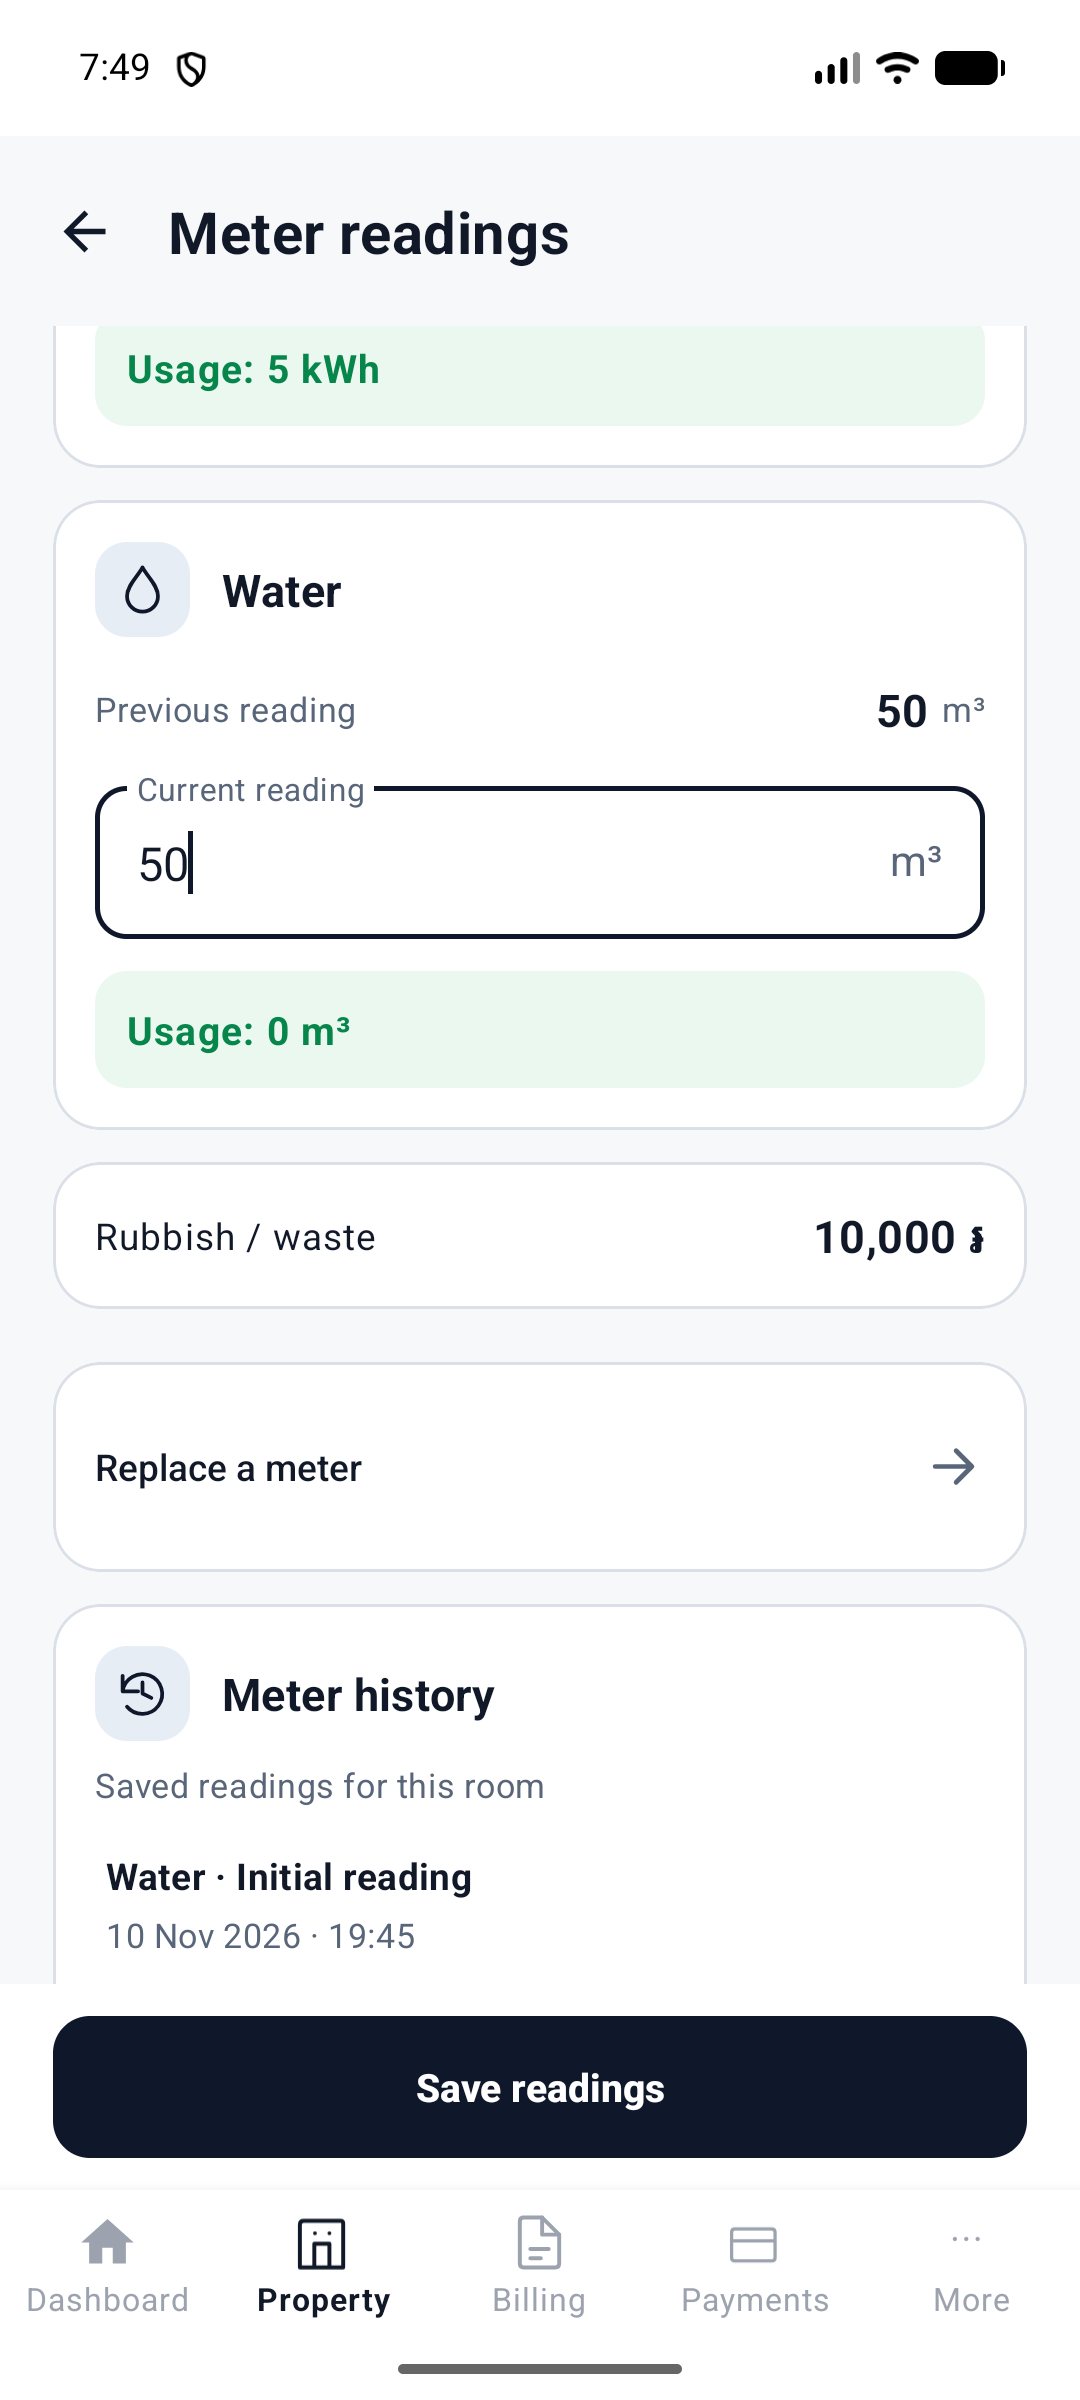 7:49
Meter readings
Usage: 5 kWh
Water
Previous reading
50 m³
Current reading
50
m³
Usage: 0 m³
Rubbish / waste
10,000 ៛
Replace a meter
Meter history
Saved readings for this room
Water · Initial reading
10 Nov 2026 · 19:45
Save readings
Dashboard
Property
Billing
Payments
More